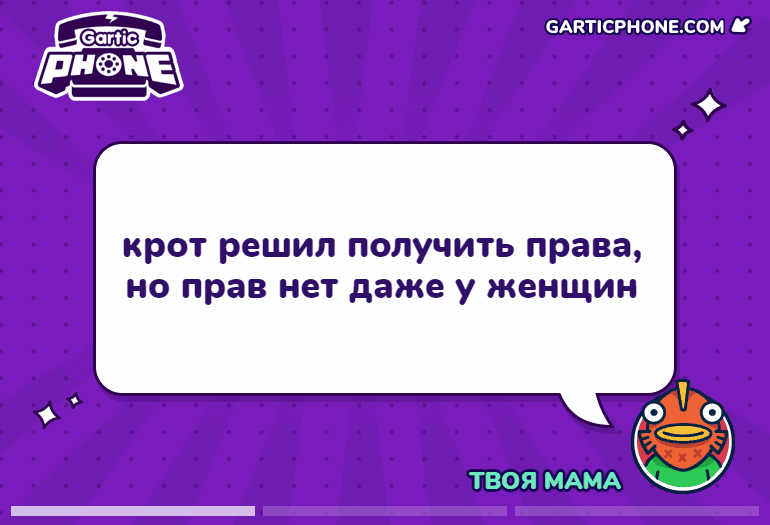 Gartic
PHONE
GARTICPHONE.COM
крот решил получить права,
но прав нет даже у женщин
ТВОЯ МАМА